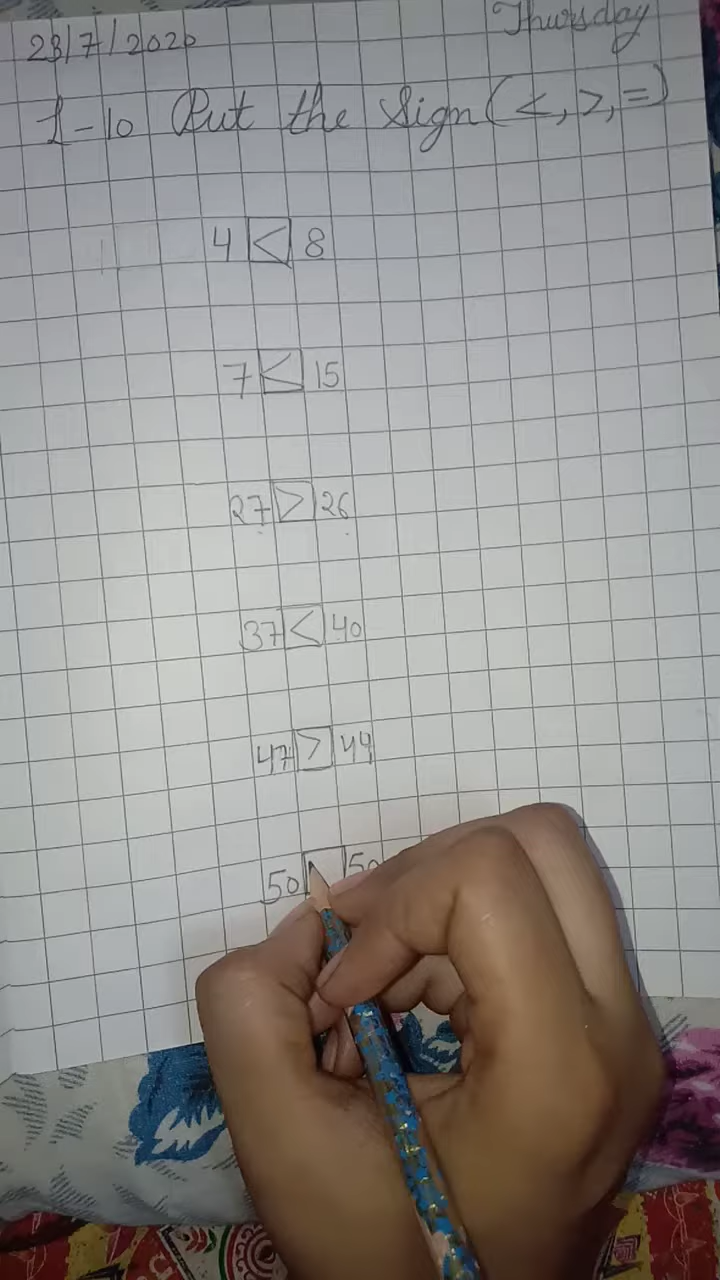 23/7/2020 Thursday
L-10 Put the Sign (<, >, =)
4 < 8
7 < 15
27 > 26
37 < 40
47 > 44
50 50